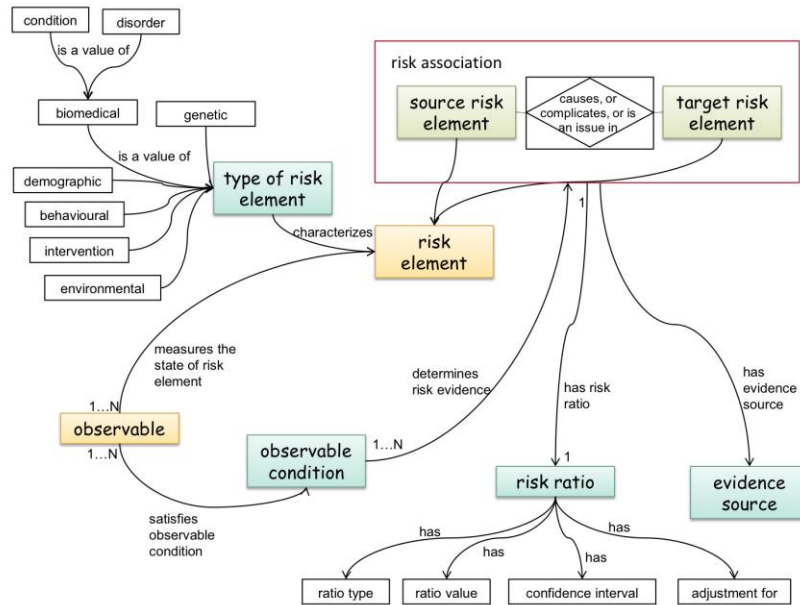 condition
disorder
is a value of
biomedical
genetic
is a value of
demographic
behavioural
intervention
environmental
type of risk
element
characterizes
risk association
source risk
element
causes, or
complicates, or is
an issue in
target risk
element
risk
element
1
measures the
state of risk
element
determines
risk evidence
has risk
ratio
has
evidence
source
1...N
observable
1...N
observable
condition
1...N
satisfies
observable
condition
1
risk ratio
evidence
source
has
has
has
has
ratio type
ratio value
confidence interval
adjustment for